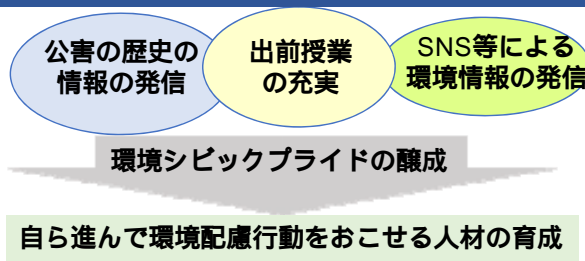 公害の歴史の
情報の発信
出前授業
の充実
SNS等による
環境情報の発信
環境シビックプライドの醸成
自ら進んで環境配慮行動をおこせる人材の育成